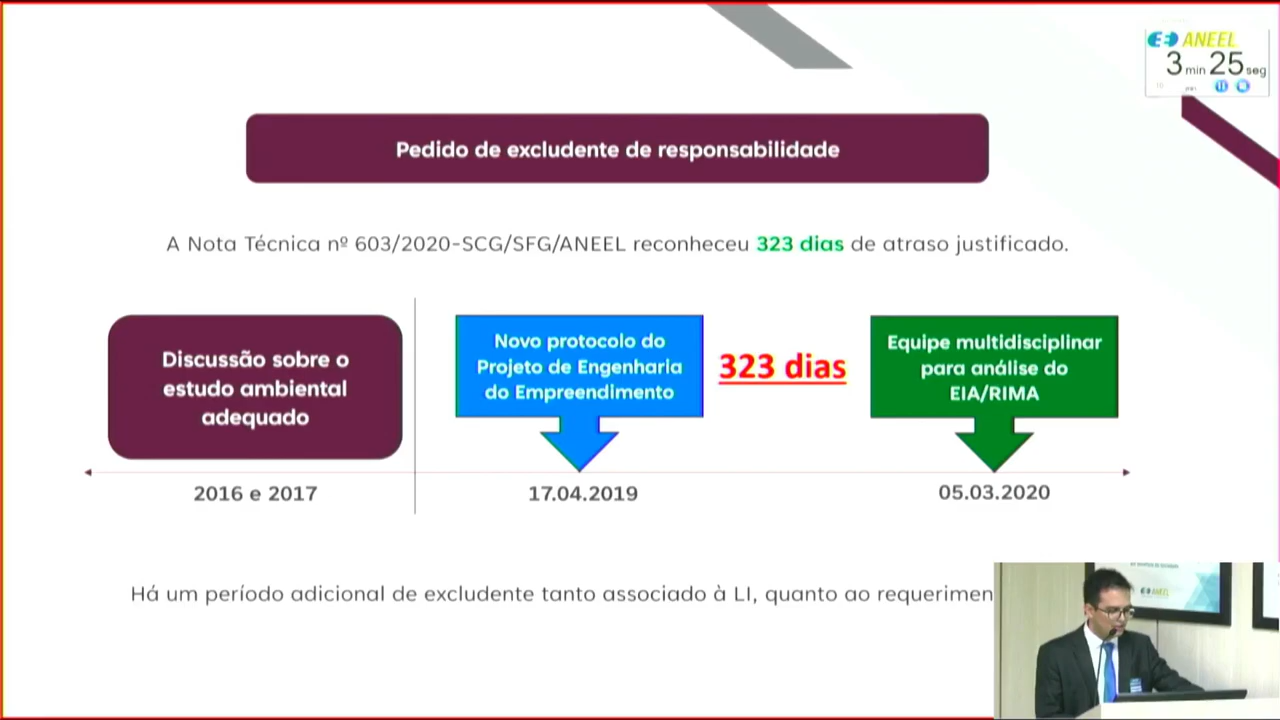 ANEEL
3 min 25 seg
Pedido de excludente de responsabilidade
A Nota Técnica nº 603/2020-SCG/SFG/ANEEL reconheceu 323 dias de atraso justificado.
Discussão sobre o
estudo ambiental
adequado
Novo protocolo do
Projeto de Engenharia
do Empreendimento
323 dias
Equipe multidisciplinar
para análise do
EIA/RIMA
2016 e 2017
17.04.2019
05.03.2020
Há um período adicional de excludente tanto associado à LI, quanto ao requerimen
ANEEL